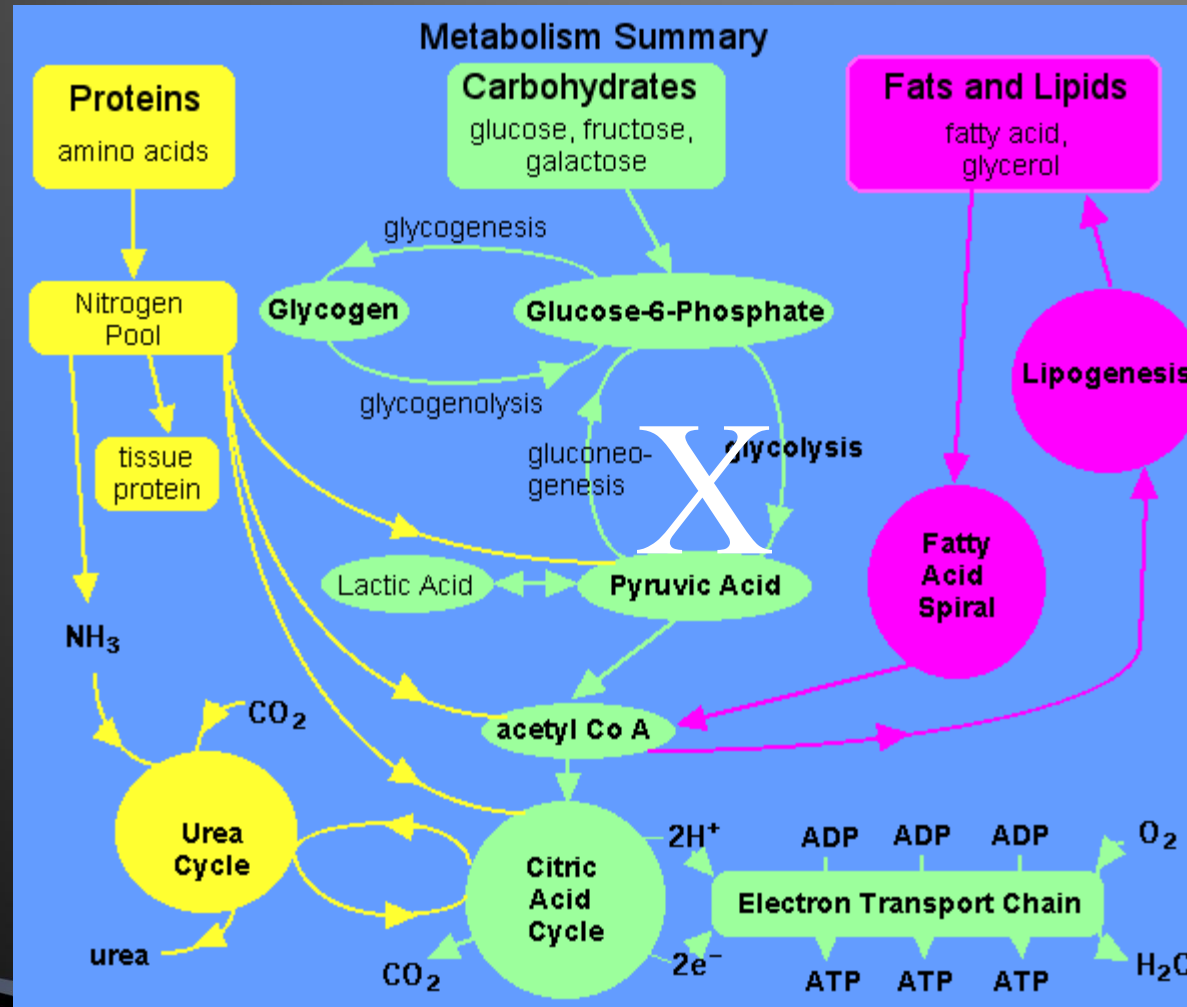 Metabolism Summary
Proteins
amino acids
Carbohydrates
glucose, fructose,
galactose
Fats and Lipids
fatty acid,
glycerol
glycogenesis
Nitrogen
Pool
Glycogen
Glucose-6-Phosphate
Lipogenesis
glycogenolysis
tissue
protein
gluconeo-
genesis
X
glycolysis
Lactic Acid
Pyruvic Acid
Fatty
Acid
Spiral
NH₃
CO₂
acetyl Co A
Urea
Cycle
Citric
Acid
Cycle
2H⁺
ADP ADP ADP
O₂
Electron Transport Chain
urea
CO₂
2e⁻
ATP ATP ATP
H₂O